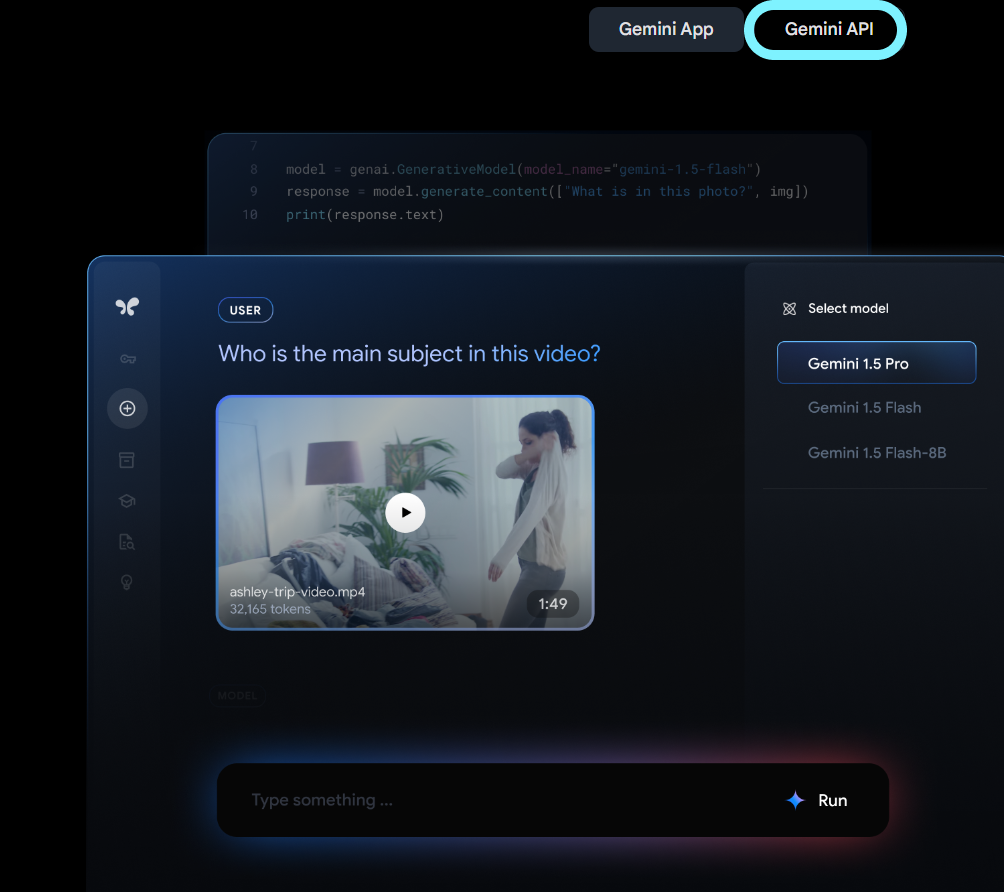 Gemini App
Gemini API
7
8 model = genai.GenerativeModel(model_name="gemini-1.5-flash")
9 response = model.generate_content(["What is in this photo?", img])
10 print(response.text)
USER
Who is the main subject in this video?
ashley-trip-video.mp4
32,165 tokens
1:49
Select model
Gemini 1.5 Pro
Gemini 1.5 Flash
Gemini 1.5 Flash-8B
MODEL
Type something ...
Run